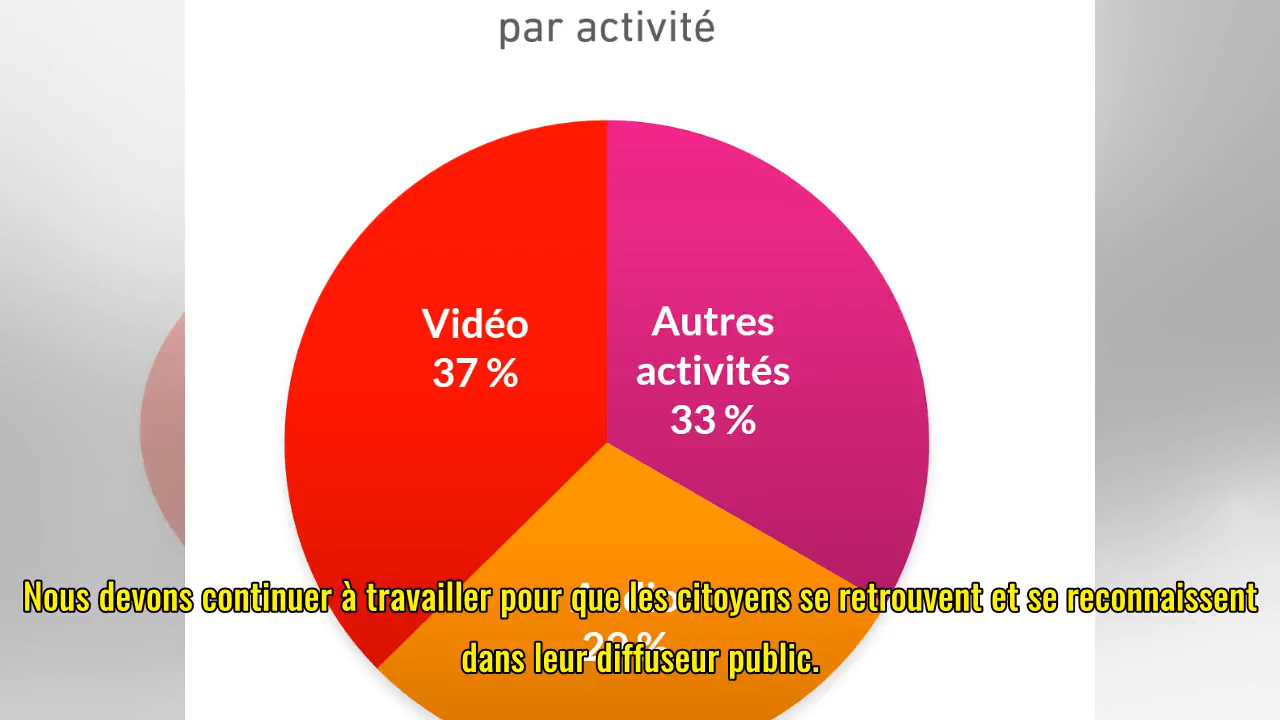 par activité
Vidéo
37 %
Autres
activités
33 %
Nous devons continuer à travailler pour que les citoyens se retrouvent et se reconnaissent
dans leur diffuseur public.